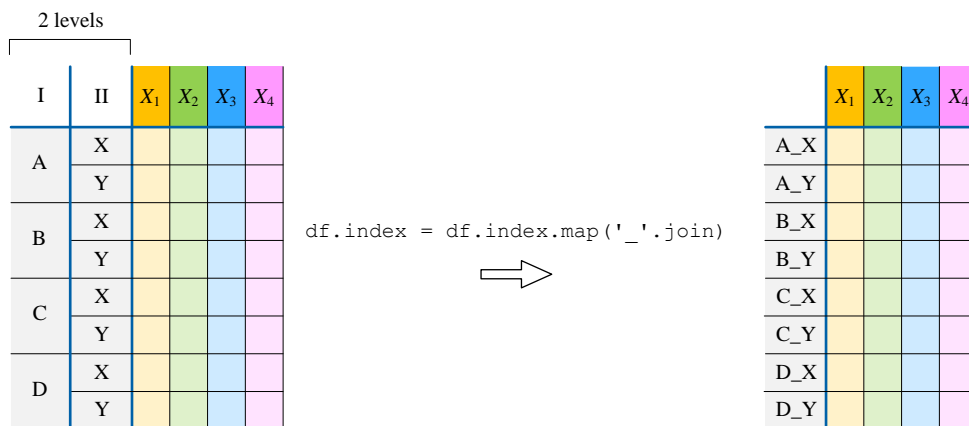 2 levels
I II X1 X2 X3 X4
A X
Y
B X
Y
C X
Y
D X
Y
df.index = df.index.map('_'.join)
X1 X2 X3 X4
A_X
A_Y
B_X
B_Y
C_X
C_Y
D_X
D_Y